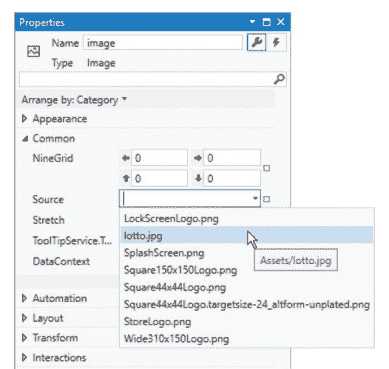 Properties
Name image
Type Image
Arrange by: Category
Appearance
Common
NineGrid 0 0
0 0
Source
Stretch LockScreenLogo.png
lotto.jpg
ToolTipService.T... SplashScreen.png
Assets/lotto.jpg
DataContext Square150x150Logo.png
Square44x44Logo.png
Automation Square44x44Logo.targetsize-24_altform-unplated.png
Layout StoreLogo.png
Transform Wide310x150Logo.png
Interactions